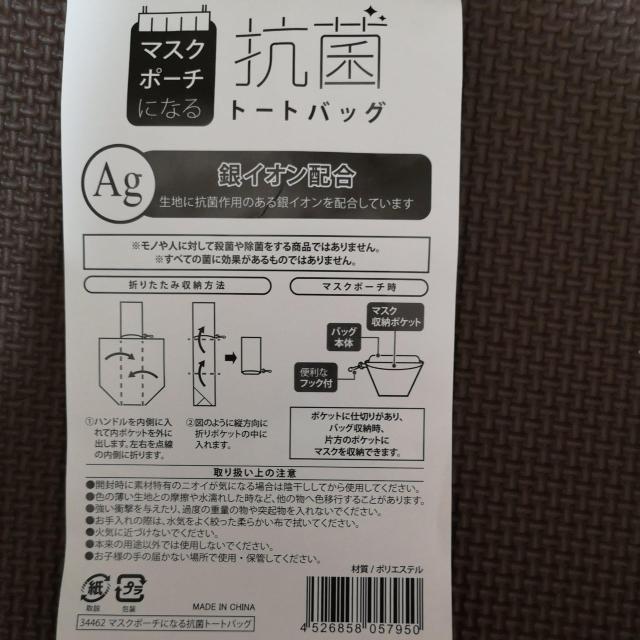 マスク
ポーチ
になる
抗菌
トートバッグ
Ag
銀イオン配合
生地に抗菌作用のある銀イオンを配合しています
※モノや人に対して殺菌や除菌をする商品ではありません。
※すべての菌に効果があるものではありません。
折りたたみ収納方法
マスクポーチ時
マスク
収納ポケット
バッグ
本体
便利な
フック付
①ハンドルを内側に入
れて内ポケットを外に
出します。左右を点線
の内側に折ります。
②図のように縦方向に
折りポケットの中に
入れます。
ポケットに仕切りがあり、
バッグ収納時、
片方のポケットに
マスクを収納できます。
取り扱い上の注意
●開封時に素材特有のニオイが気になる場合は陰干ししてから使用してください。
●色の薄い生地との摩擦や水濡れした時など、他の物へ色移行することがあります。
●強い衝撃を与えたり、過度の重量の物や突起物を入れないでください。
●お手入れの際は、水気をよく絞った柔らかい布で拭いてください。
●火気に近づけないでください。
●本来の用途以外では使用しないでください。
●お子様の手の届かない場所で使用・保管してください。
材質/ポリエステル
紙
台紙
プラ
包装
MADE IN CHINA
34462 マスクポーチになる抗菌トートバッグ
4 526858 057950